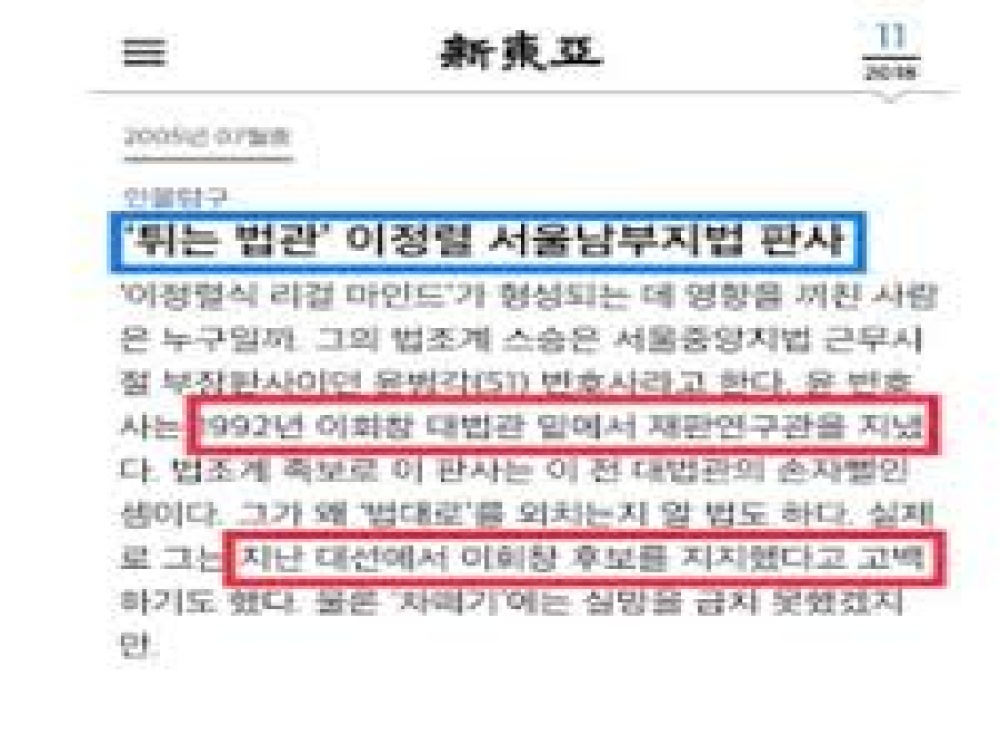 新東亞
11
2018
2005년 07월호
인물탐구
'튀는 법관' 이정렬 서울남부지법 판사
'이정렬식 리걸 마인드'가 형성되는 데 영향을 끼친 사람
은 누구일까. 그의 법조계 스승은 서울중앙지법 근무시
절 부장판사이던 윤범각(51) 변호사라고 한다. 윤 변호
사는 1992년 이회창 대법관 밑에서 재판연구관을 지냈
다. 법조계 족보로 이 판사는 이 전 대법관의 손자뻘인
셈이다. 그가 왜 '법대로'를 외치는지 알 법도 하다. 실제
로 그는 지난 대선에서 이회창 후보를 지지했다고 고백
하기도 했다. 물론 '차떼기'에는 실망을 금치 못했겠지
만.